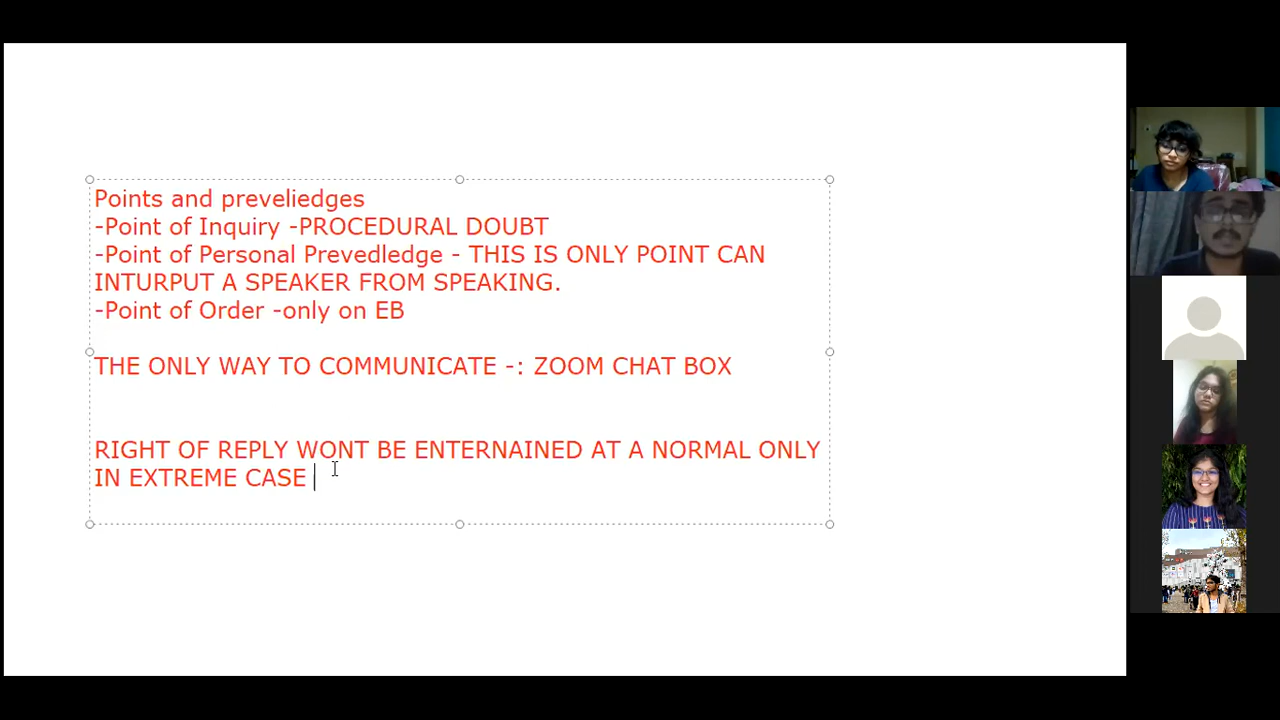 Points and preveliedges
-Point of Inquiry -PROCEDURAL DOUBT
-Point of Personal Prevedledge - THIS IS ONLY POINT CAN
INTURPUT A SPEAKER FROM SPEAKING.
-Point of Order -only on EB
THE ONLY WAY TO COMMUNICATE -: ZOOM CHAT BOX
RIGHT OF REPLY WONT BE ENTERNAINED AT A NORMAL ONLY
IN EXTREME CASE